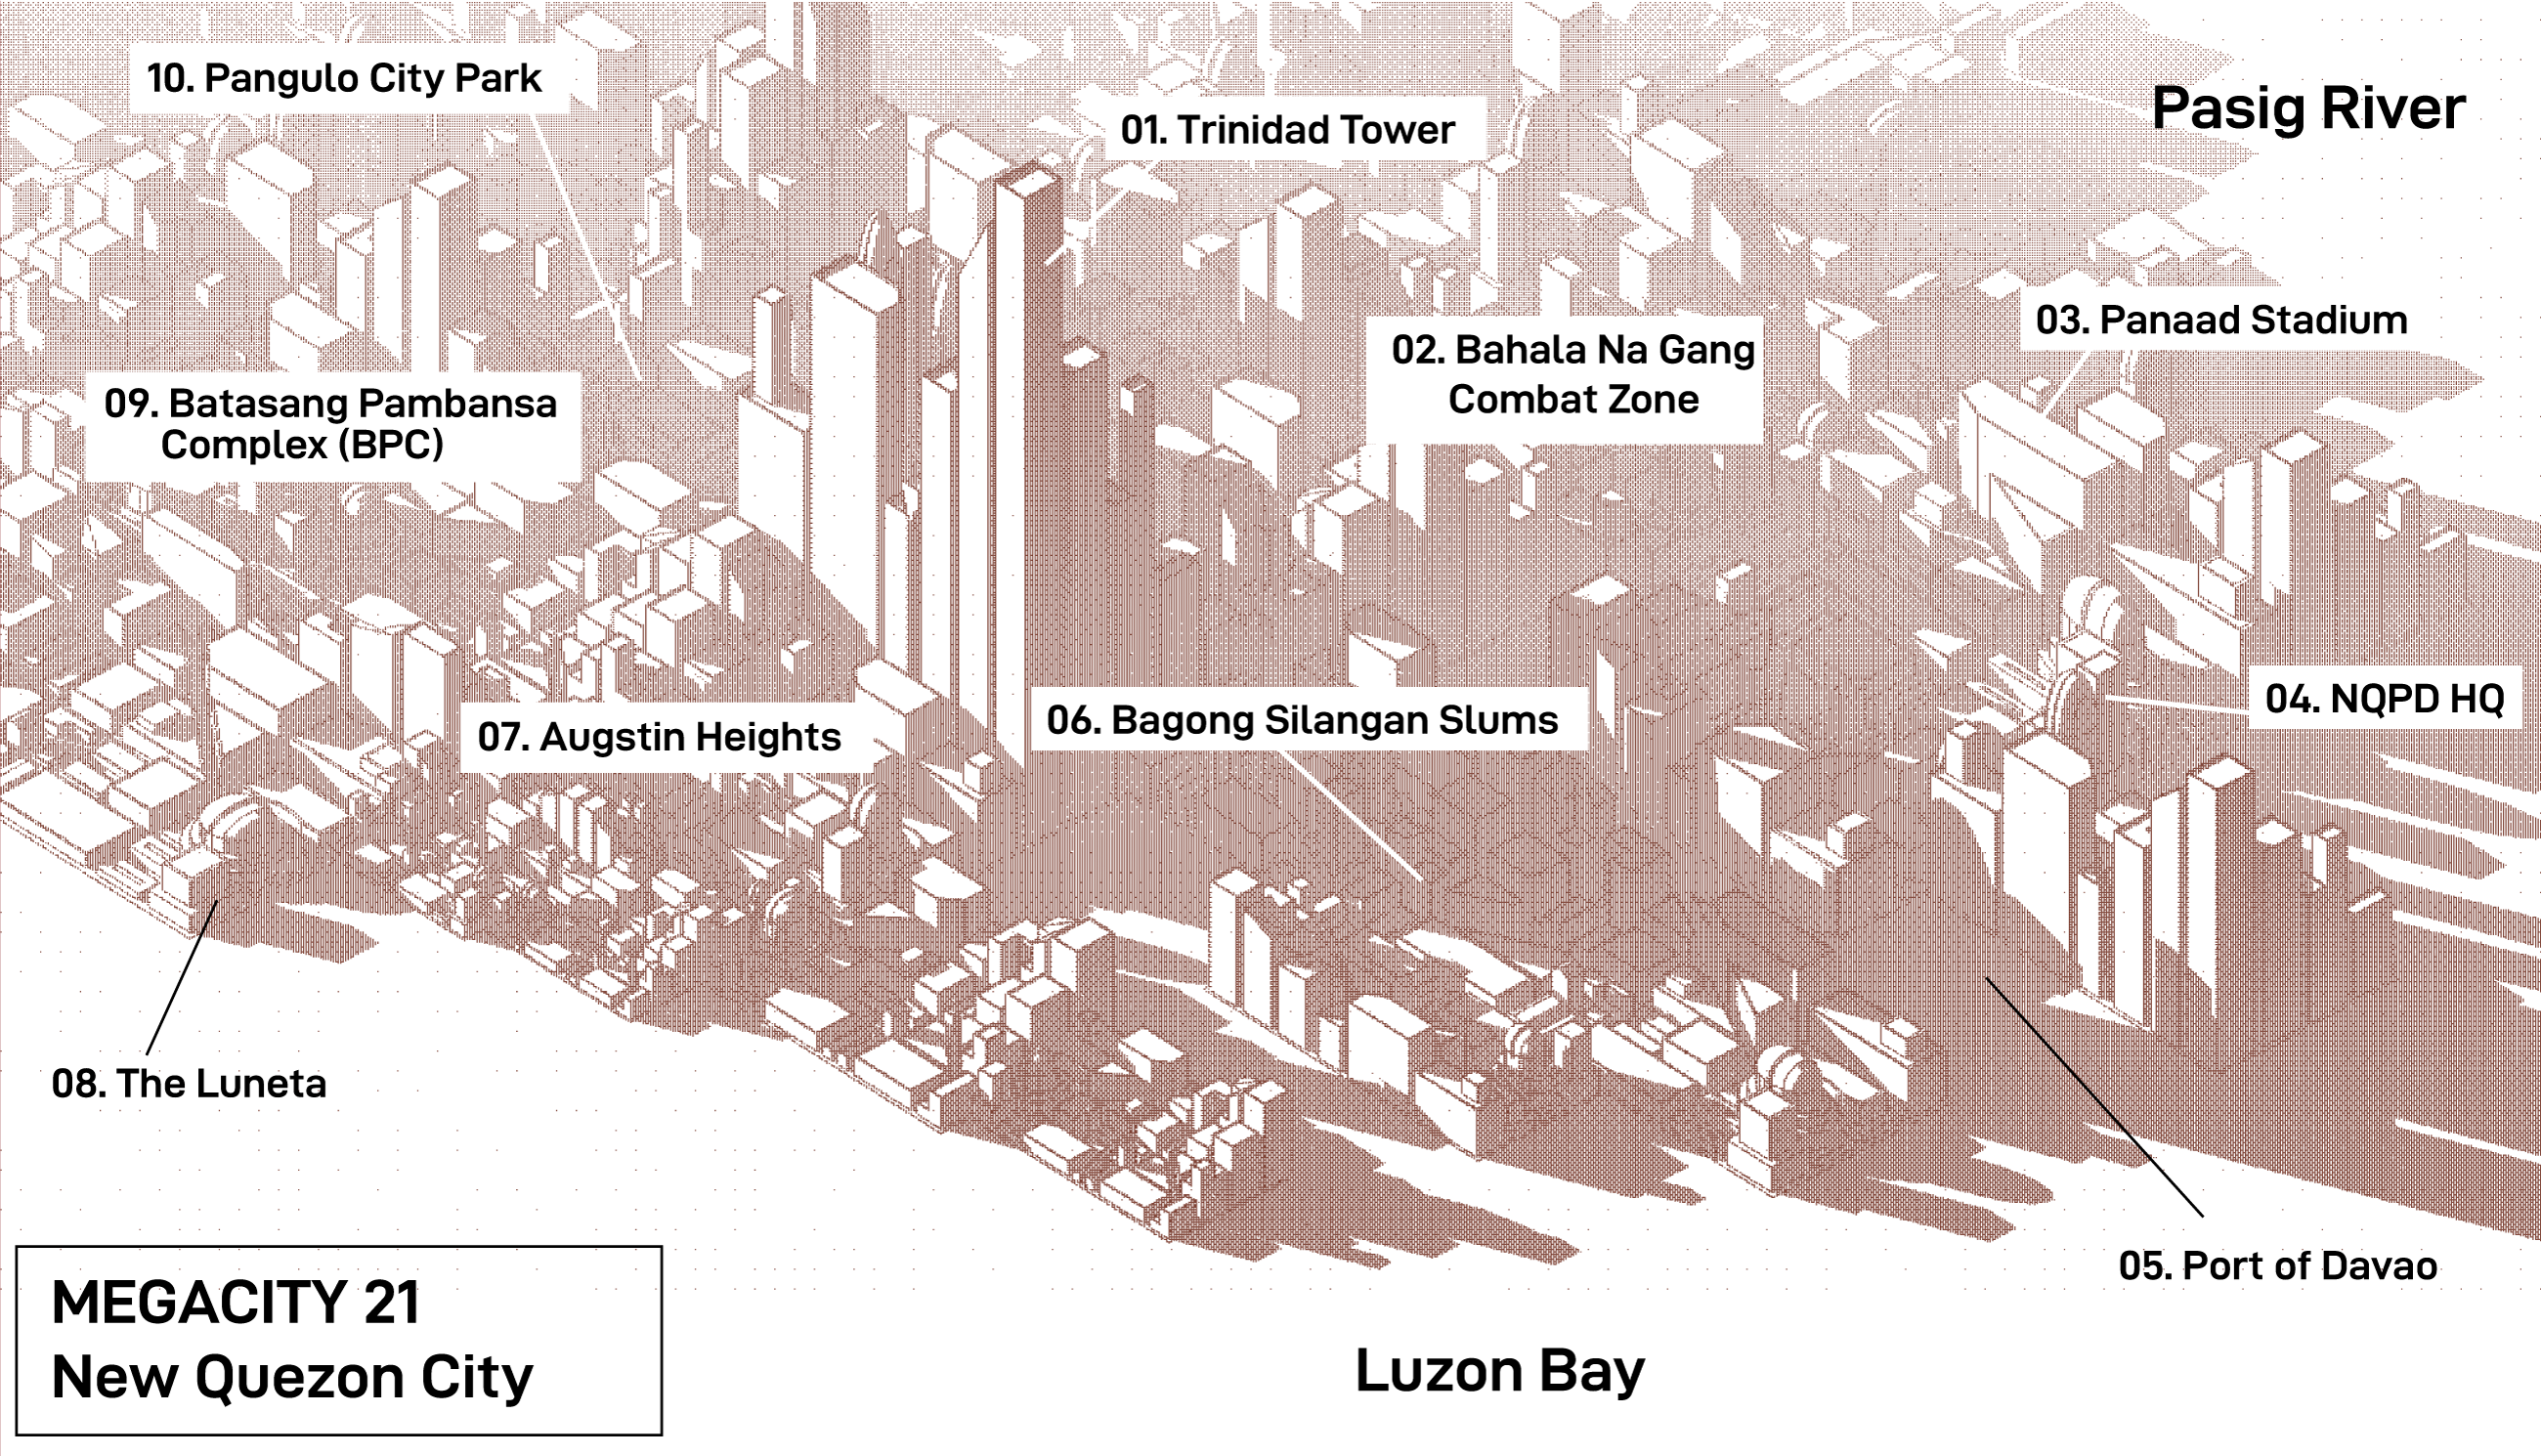 10. Pangulo City Park
Pasig River
01. Trinidad Tower
03. Panaad Stadium
02. Bahala Na Gang
Combat Zone
09. Batasang Pambansa
Complex (BPC)
04. NQPD HQ
06. Bagong Silangan Slums
07. Augstin Heights
08. The Luneta
05. Port of Davao
MEGACITY 21
New Quezon City
Luzon Bay